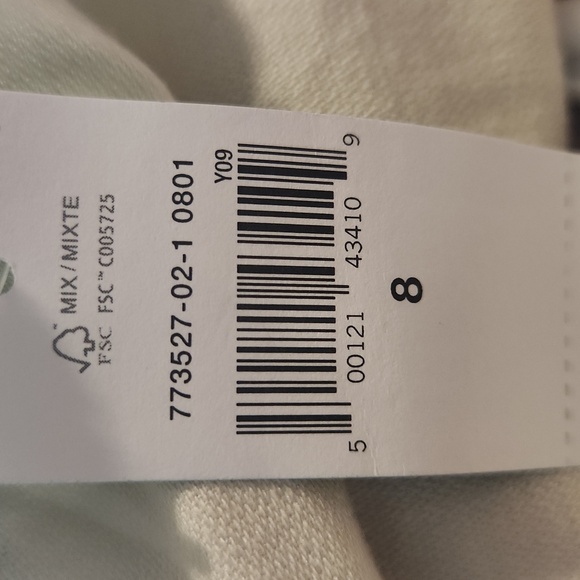 MIX / MIXTE
FSC FSC™ C005725
773527-02-1 0801
Y09
5 00121 43410 9
8